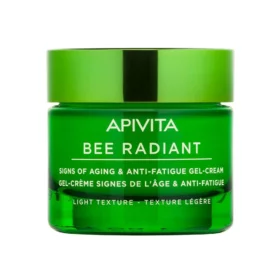 APIVITA
BEE RADIANT
SIGNS OF AGING & ANTI-FATIGUE GEL-CREAM
GEL-CRÈME SIGNES DE L'ÂGE & ANTI-FATIGUE
LIGHT TEXTURE - TEXTURE LÉGÈRE